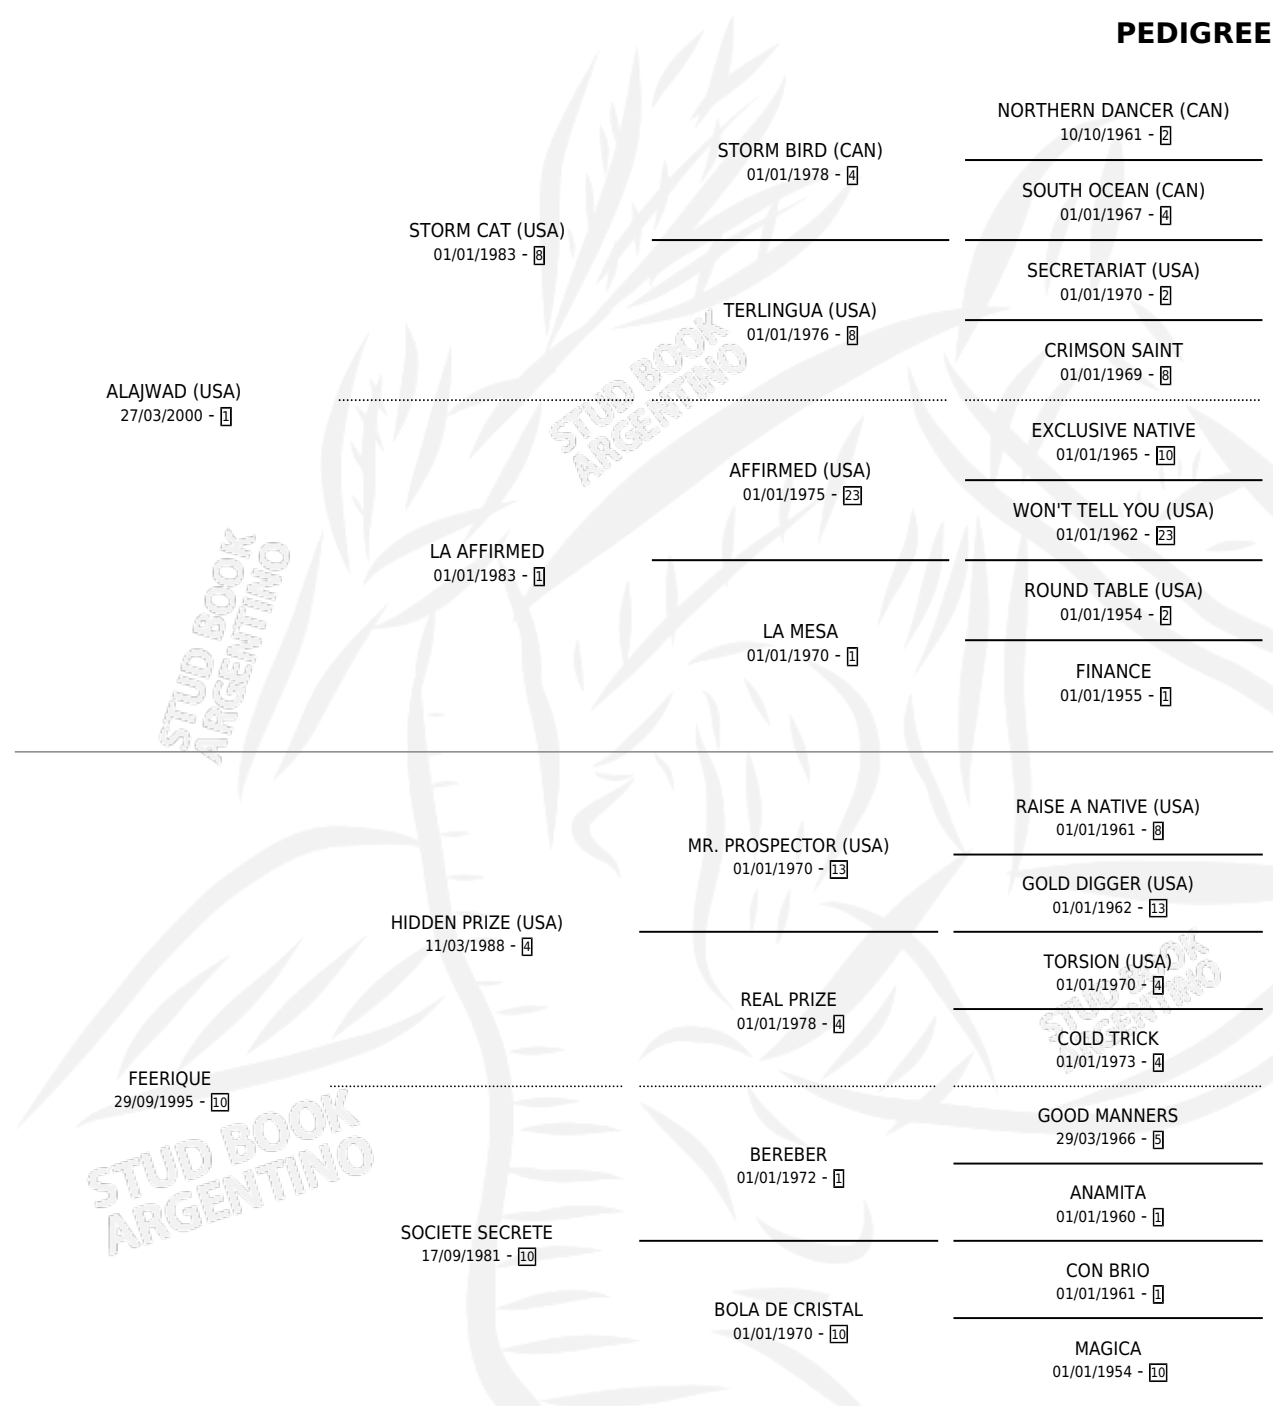 PEDIGREE
NORTHERN DANCER (CAN)
10/10/1961 - 2
STORM BIRD (CAN)
01/01/1978 - 4
SOUTH OCEAN (CAN)
01/01/1967 - 4
STORM CAT (USA)
01/01/1983 - 8
SECRETARIAT (USA)
01/01/1970 - 2
TERLINGUA (USA)
01/01/1976 - 8
CRIMSON SAINT
01/01/1969 - 8
ALAJWAD (USA)
27/03/2000 - 1
EXCLUSIVE NATIVE
01/01/1965 - 10
AFFIRMED (USA)
01/01/1975 - 23
WON'T TELL YOU (USA)
01/01/1962 - 23
LA AFFIRMED
01/01/1983 - 1
ROUND TABLE (USA)
01/01/1954 - 2
LA MESA
01/01/1970 - 1
FINANCE
01/01/1955 - 1
STUD BOOK
ARGENTINO
STUD BOOK
ARGENTINO
RAISE A NATIVE (USA)
01/01/1961 - 8
MR. PROSPECTOR (USA)
01/01/1970 - 13
GOLD DIGGER (USA)
01/01/1962 - 13
HIDDEN PRIZE (USA)
11/03/1988 - 4
TORSION (USA)
01/01/1970 - 4
REAL PRIZE
01/01/1978 - 4
COLD TRICK
01/01/1973 - 4
FEERIQUE
29/09/1995 - 10
GOOD MANNERS
29/03/1966 - 5
BEREBER
01/01/1972 - 1
ANAMITA
01/01/1960 - 1
SOCIETE SECRETE
17/09/1981 - 10
CON BRIO
01/01/1961 - 1
BOLA DE CRISTAL
01/01/1970 - 10
MAGICA
01/01/1954 - 10
STUD BOOK
ARGENTINO
STUD BOOK
ARGENTINO